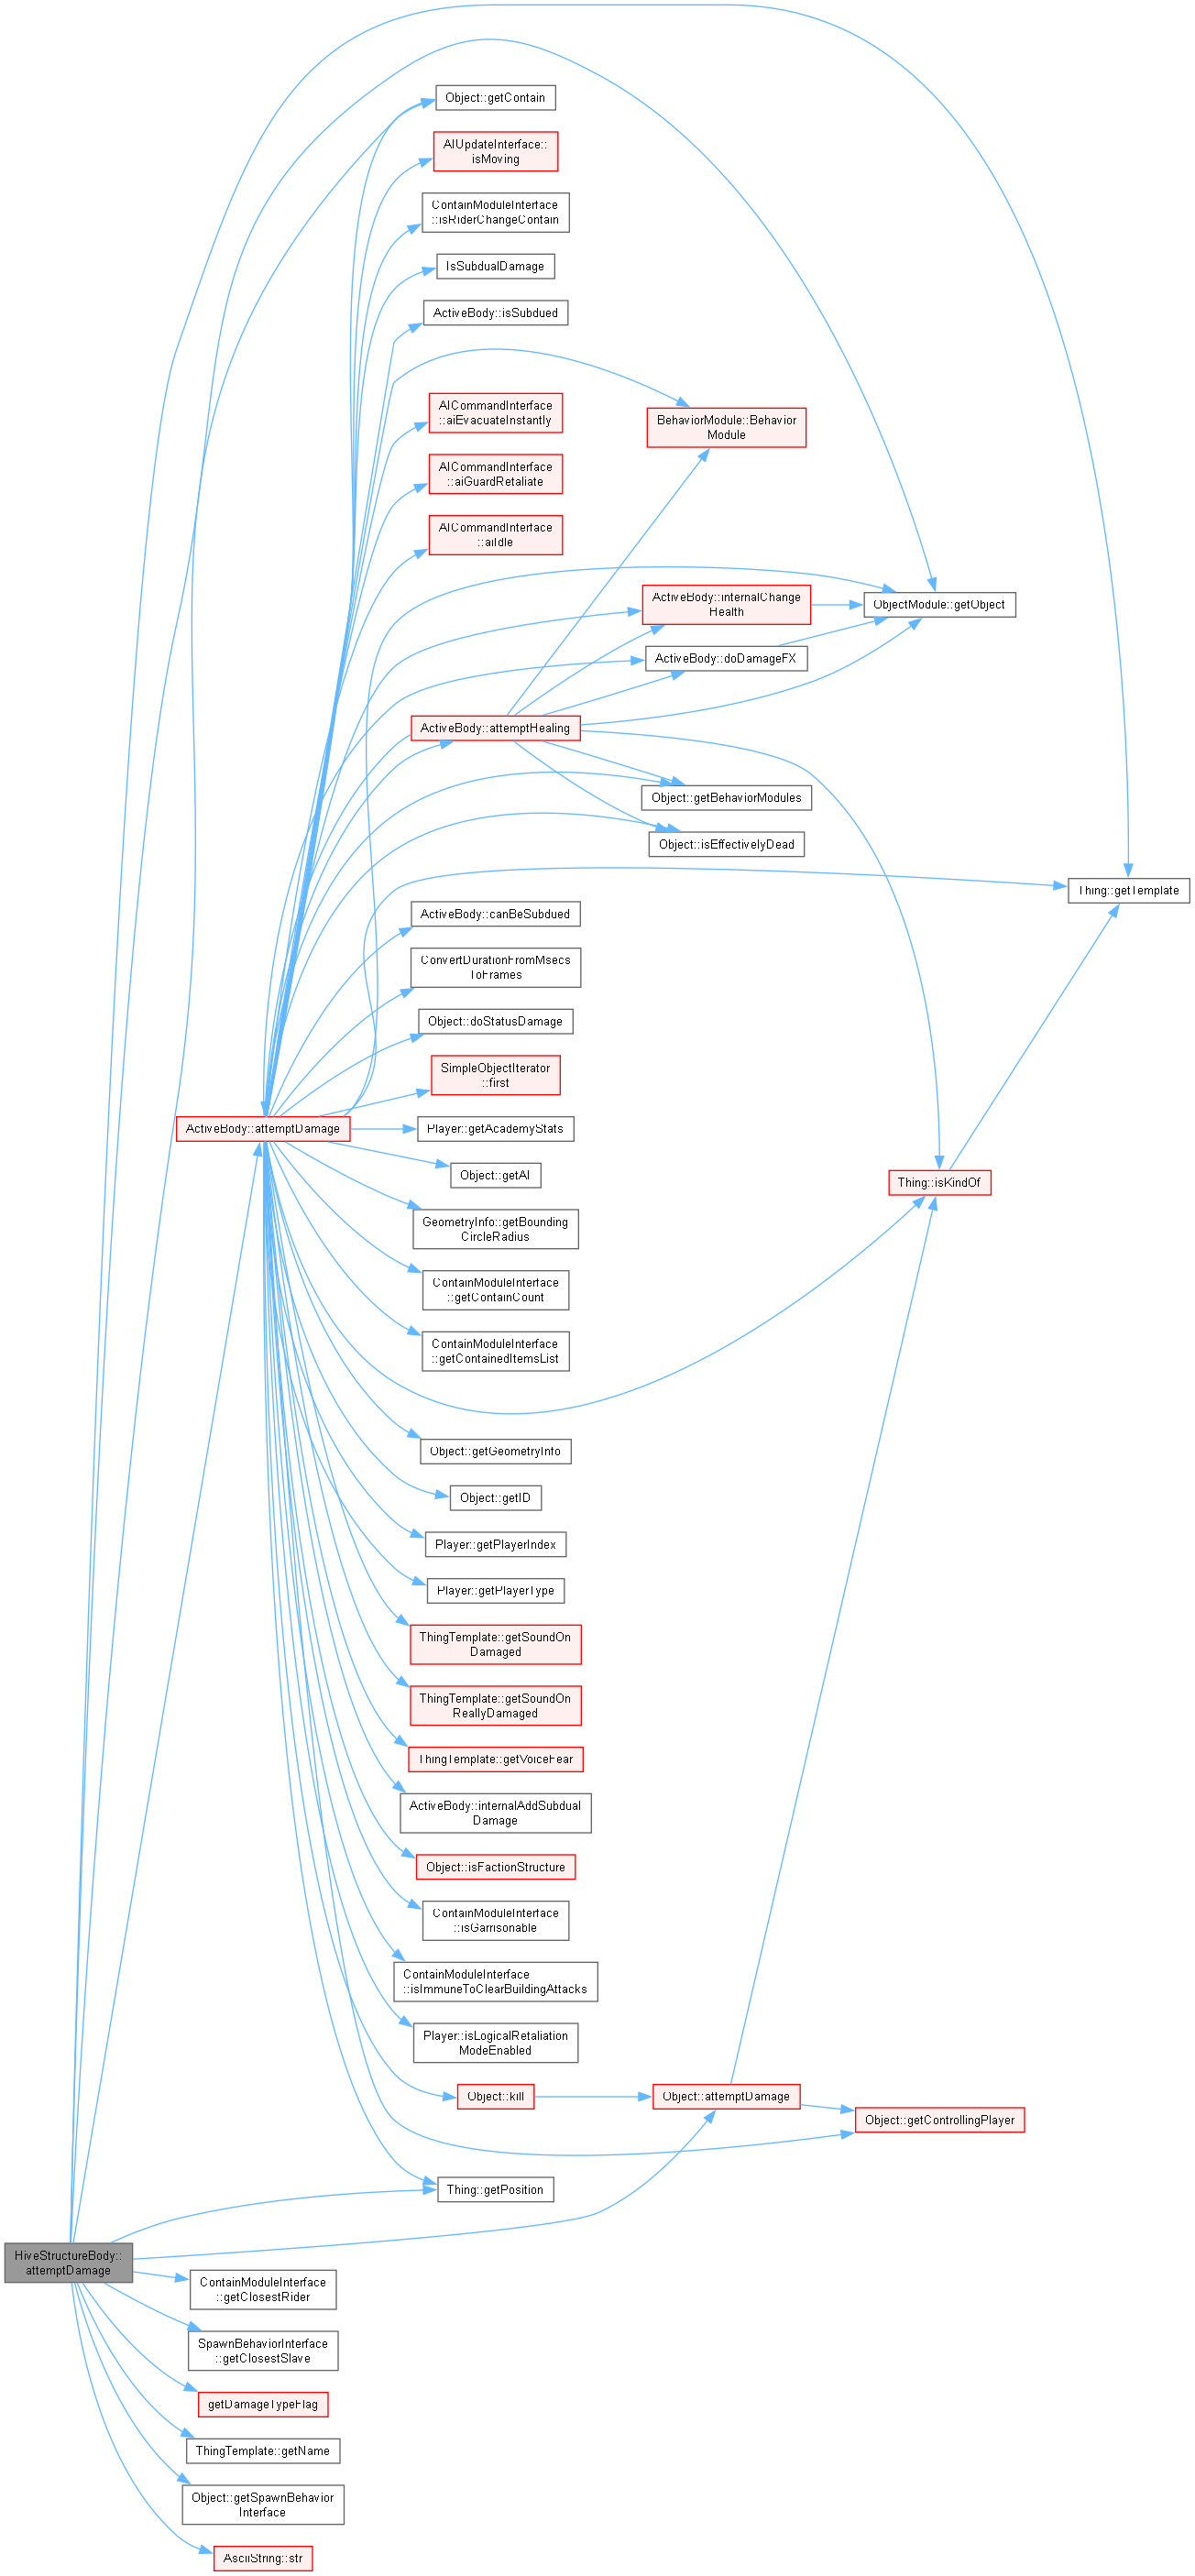 Object::getContain
AIUpdateInterface::
isMoving
ContainModuleInterface
::isRiderChangeContain
IsSubdualDamage
ActiveBody::isSubdued
AICommandInterface
::aiEvacuateInstantly
BehaviorModule::Behavior
Module
AICommandInterface
::aiGuardRetaliate
AICommandInterface
::aiIdle
ActiveBody::internalChange
Health
ObjectModule::getObject
ActiveBody::doDamageFX
ActiveBody::attemptHealing
Object::getBehaviorModules
Object::isEffectivelyDead
Thing::getTemplate
ActiveBody::canBeSubdued
ConvertDurationFromMsecs
ToFrames
Object::doStatusDamage
SimpleObjectIterator
::first
ActiveBody::attemptDamage
Player::getAcademyStats
Object::getAI
Thing::isKindOf
GeometryInfo::getBounding
CircleRadius
ContainModuleInterface
::getContainCount
ContainModuleInterface
::getContainedItemsList
Object::getGeometryInfo
Object::getID
Player::getPlayerIndex
Player::getPlayerType
ThingTemplate::getSoundOn
Damaged
ThingTemplate::getSoundOn
ReallyDamaged
ThingTemplate::getVoiceFear
ActiveBody::internalAddSubdual
Damage
Object::isFactionStructure
ContainModuleInterface
::isGarrisonable
ContainModuleInterface
::isImmuneToClearBuildingAttacks
Player::isLogicalRetaliation
ModeEnabled
Object::kill
Object::attemptDamage
Object::getControllingPlayer
Thing::getPosition
HiveStructureBody::
attemptDamage
ContainModuleInterface
::getClosestRider
SpawnBehaviorInterface
::getClosestSlave
getDamageTypeFlag
ThingTemplate::getName
Object::getSpawnBehavior
Interface
AsciiString::str